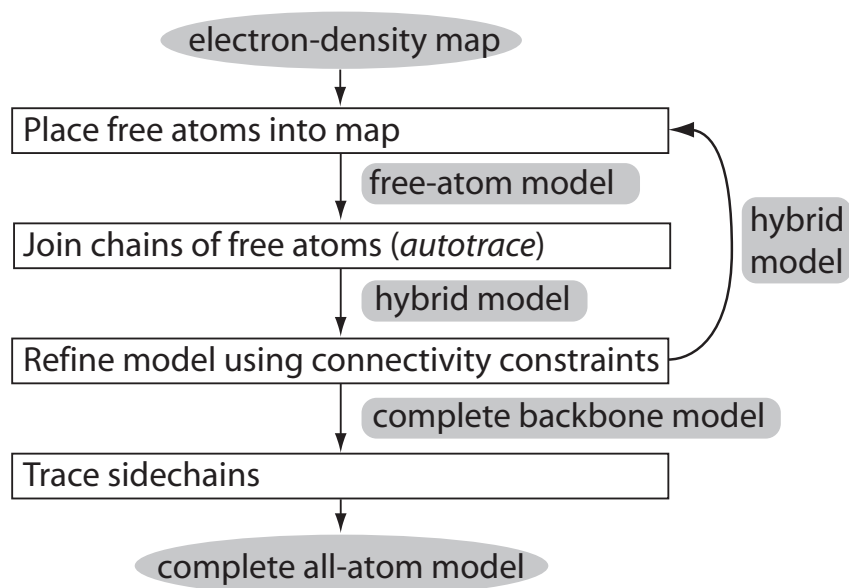 electron-density map
Place free atoms into map
free-atom model
Join chains of free atoms (autotrace)
hybrid model
Refine model using connectivity constraints
hybrid
model
complete backbone model
Trace sidechains
complete all-atom model